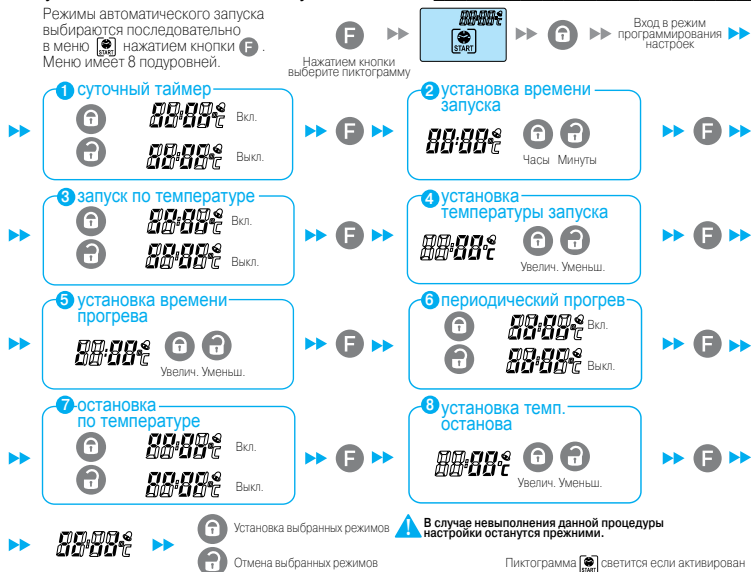 Режимы автоматического запуска
выбираются последовательно
в меню START нажатием кнопки F .
Меню имеет 8 подуровней.
F
Нажатием кнопки
выберите пиктограмму
START
Вход в режим
программирования
настроек
1 суточный таймер
Вкл.
Выкл.
F
2 установка времени
запуска
Часы Минуты
F
3 запуск по температуре
Вкл.
Выкл.
F
4 установка
температуры запуска
Увелич. Уменьш.
F
5 установка времени
прогрева
Увелич. Уменьш.
F
6 периодический прогрев
Вкл.
Выкл.
F
7 остановка
по температуре
Вкл.
Выкл.
F
8 установка темп.
останова
Увелич. Уменьш.
F
Установка выбранных режимов
Отмена выбранных режимов
В случае невыполнения данной процедуры
настройки останутся прежними.
Пиктограмма START светится если активирован